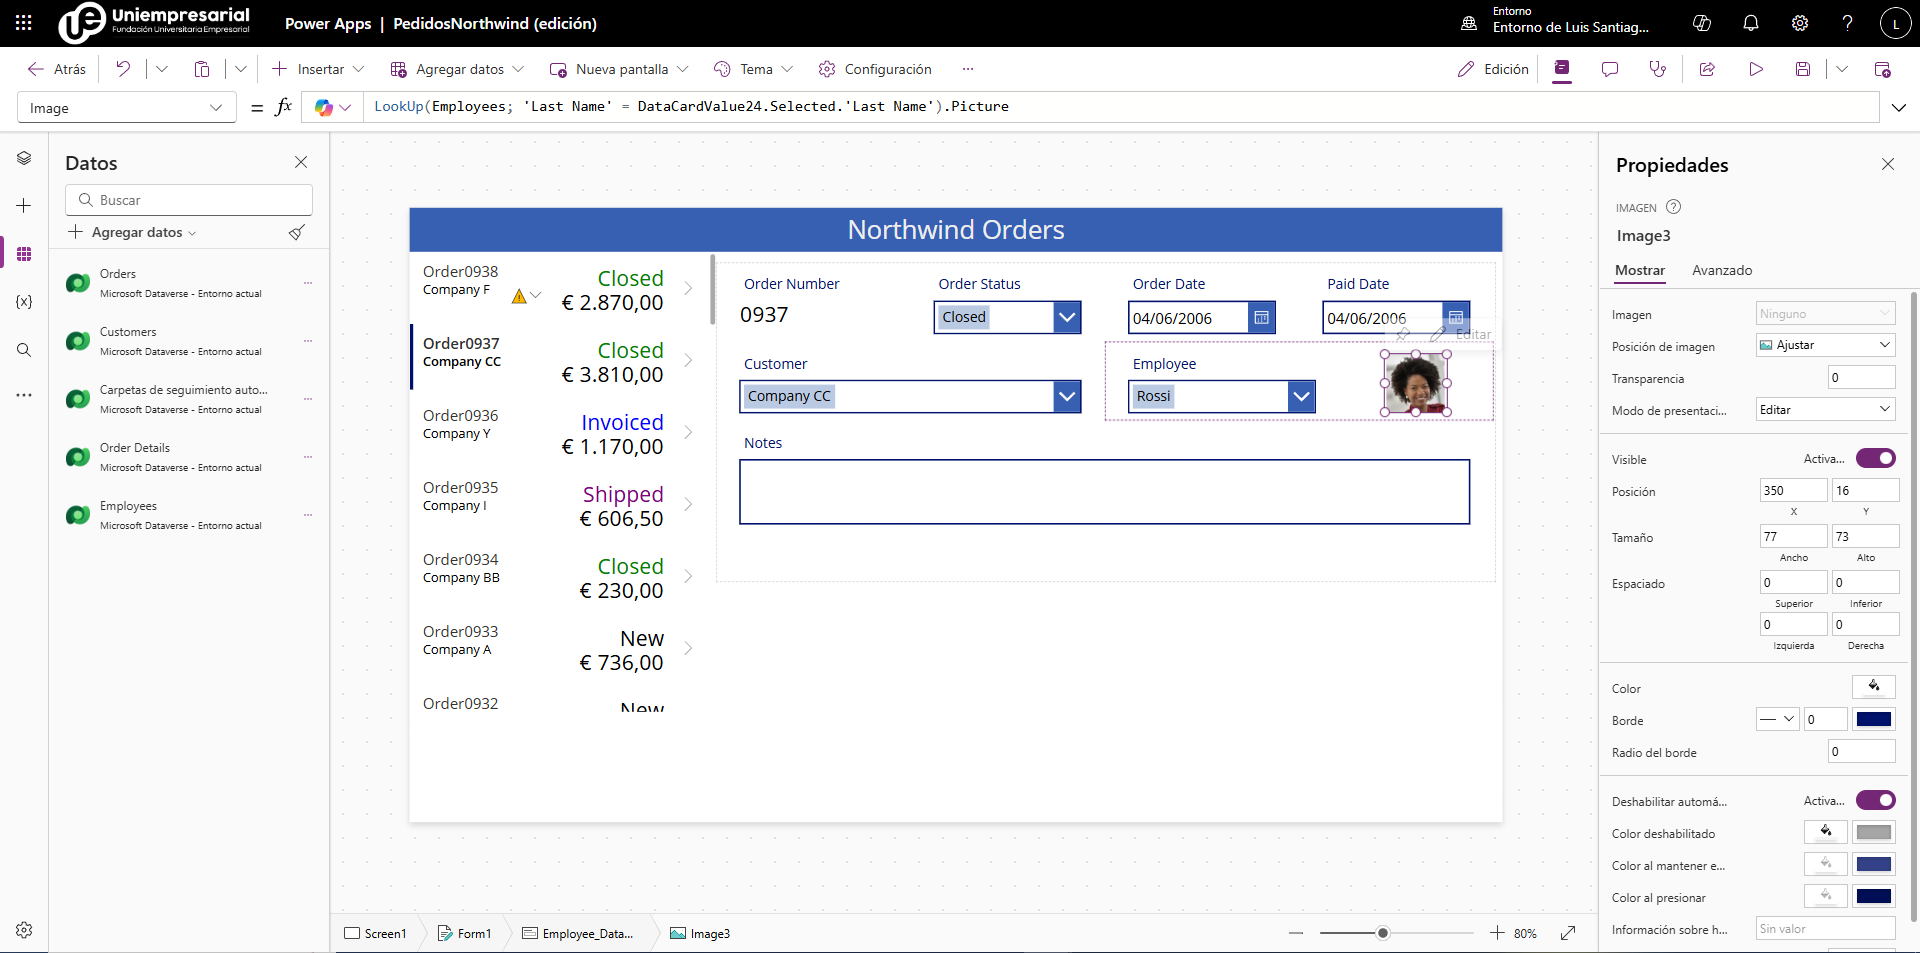 Uniempresarial
Fundación Universitaria Empresarial
Power Apps | PedidosNorthwind (edición)
Entorno
Entorno de Luis Santiag...
L
Atrás
Insertar
Agregar datos
Nueva pantalla
Tema
Configuración
Edición
Image
= fx
LookUp(Employees; 'Last Name' = DataCardValue24.Selected.'Last Name').Picture
Datos
Buscar
Agregar datos
Orders
Microsoft Dataverse - Entorno actual
Customers
Microsoft Dataverse - Entorno actual
Carpetas de seguimiento auto...
Microsoft Dataverse - Entorno actual
Order Details
Microsoft Dataverse - Entorno actual
Employees
Microsoft Dataverse - Entorno actual
Northwind Orders
Order0938
Company F
Closed
€ 2.870,00
Order0937
Company CC
Closed
€ 3.810,00
Order0936
Company Y
Invoiced
€ 1.170,00
Order0935
Company I
Shipped
€ 606,50
Order0934
Company BB
Closed
€ 230,00
Order0933
Company A
New
€ 736,00
Order0932
New
Order Number
0937
Order Status
Closed
Order Date
04/06/2006
Paid Date
04/06/2006
Editar
Customer
Company CC
Employee
Rossi
Notes
Screen1
Form1
Employee_Data...
Image3
80%
Propiedades
IMAGEN
Image3
Mostrar
Avanzado
Imagen
Ninguno
Posición de imagen
Ajustar
Transparencia
0
Modo de presentaci...
Editar
Visible
Activa...
Posición
350
16
X
Y
Tamaño
77
73
Ancho
Alto
Espaciado
0
0
Superior
Inferior
0
0
Izquierda
Derecha
Color
Borde
0
Radio del borde
0
Deshabilitar automá...
Activa...
Color deshabilitado
Color al mantener e...
Color al presionar
Información sobre h...
Sin valor